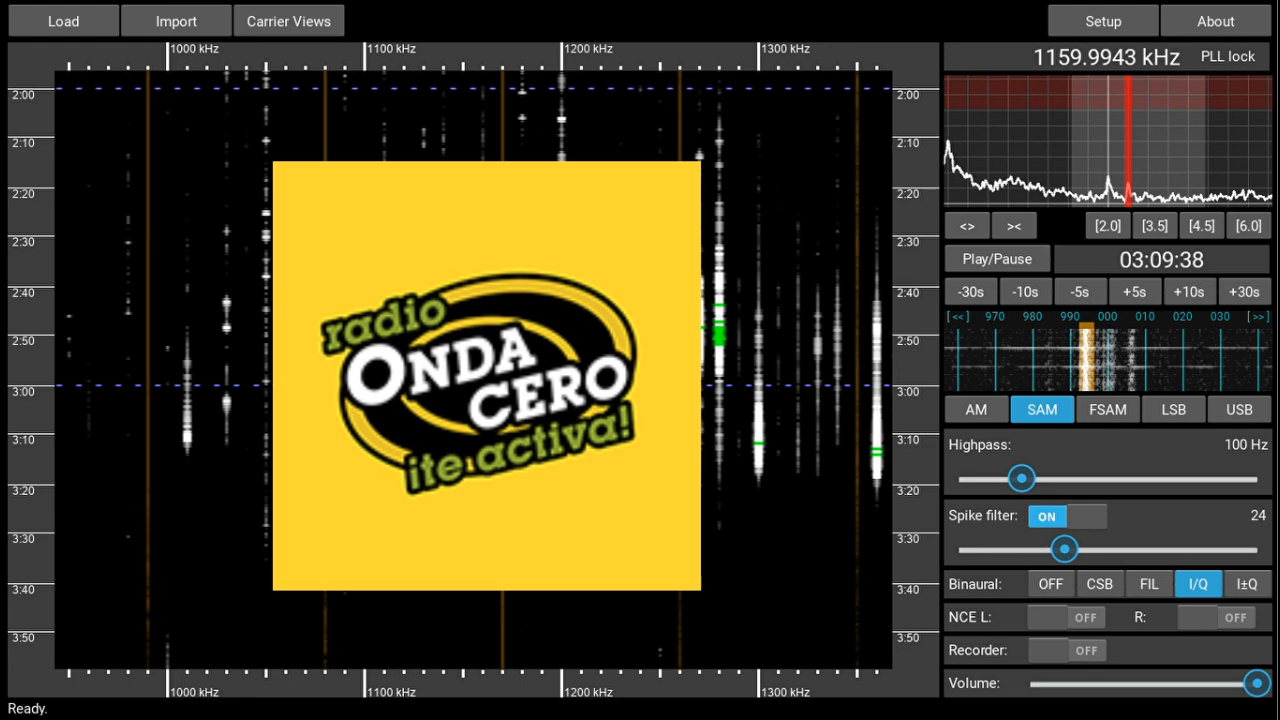 Load Import Carrier Views Setup About
1000 kHz 1100 kHz 1200 kHz 1300 kHz
1159.9943 kHz PLL lock
2:00 2:00
2:10 2:10
2:20 2:20
2:30 2:30
2:40 2:40
2:50 2:50
3:00 3:00
3:10 3:10
3:20 3:20
3:30 3:30
3:40 3:40
3:50 3:50
1000 kHz 1100 kHz 1200 kHz 1300 kHz
radio
ONDA
CERO
ite activa!
<> >< [2.0] [3.5] [4.5] [6.0]
Play/Pause 03:09:38
-30s -10s -5s +5s +10s +30s
[<<] 970 980 990 000 010 020 030 [>>]
AM SAM FSAM LSB USB
Highpass: 100 Hz
Spike filter: ON 24
Binaural: OFF CSB FIL I/Q I±Q
NCE L: OFF R: OFF
Recorder: OFF
Volume:
Ready.